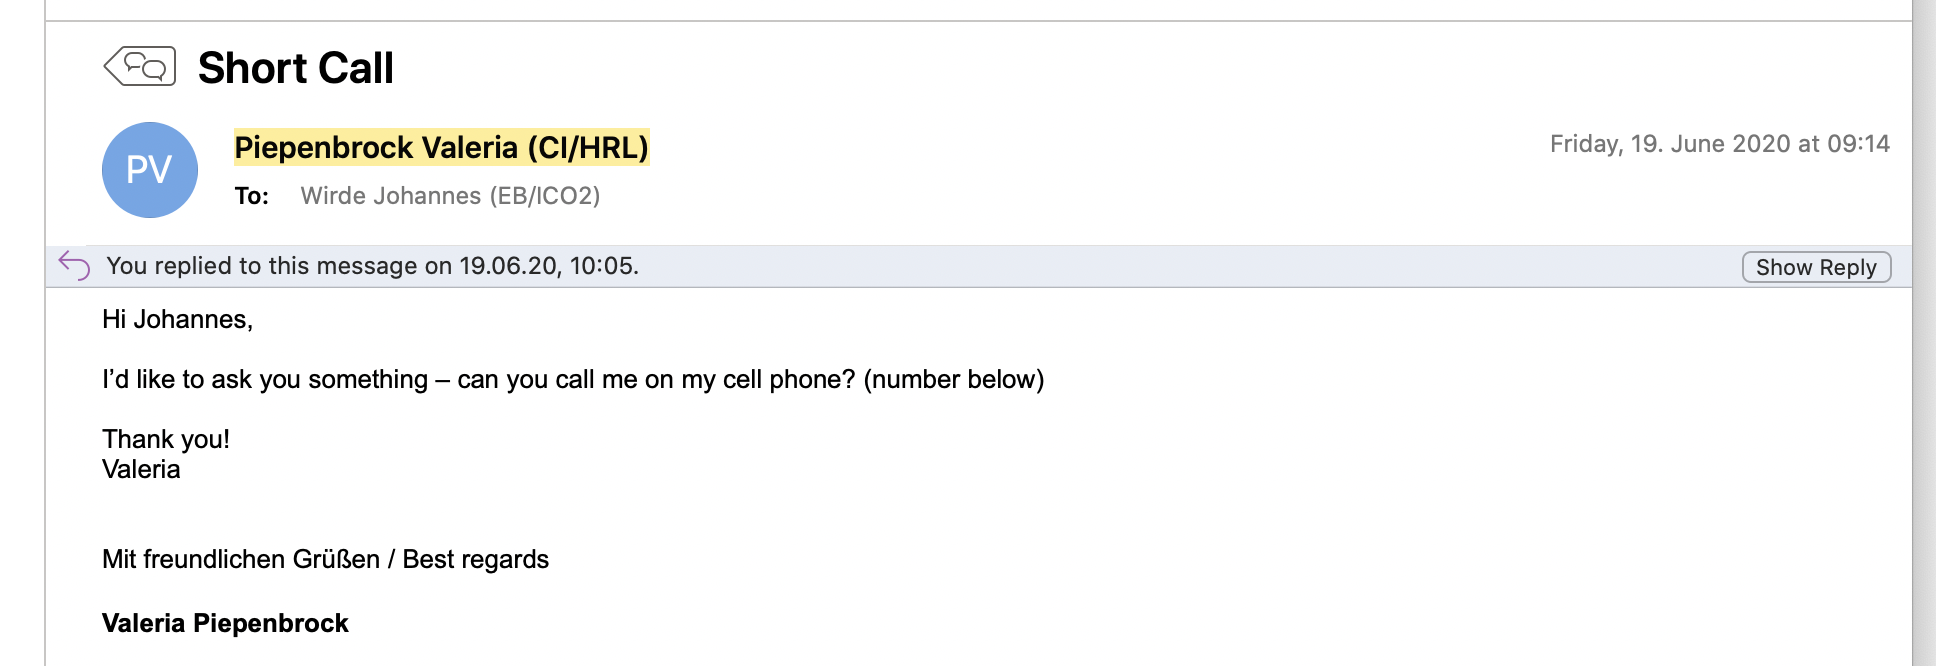 Short Call
PV
Piepenbrock Valeria (CI/HRL)
Friday, 19. June 2020 at 09:14
To: Wirde Johannes (EB/ICO2)
You replied to this message on 19.06.20, 10:05.
Show Reply
Hi Johannes,
I’d like to ask you something – can you call me on my cell phone? (number below)
Thank you!
Valeria
Mit freundlichen Grüßen / Best regards
Valeria Piepenbrock